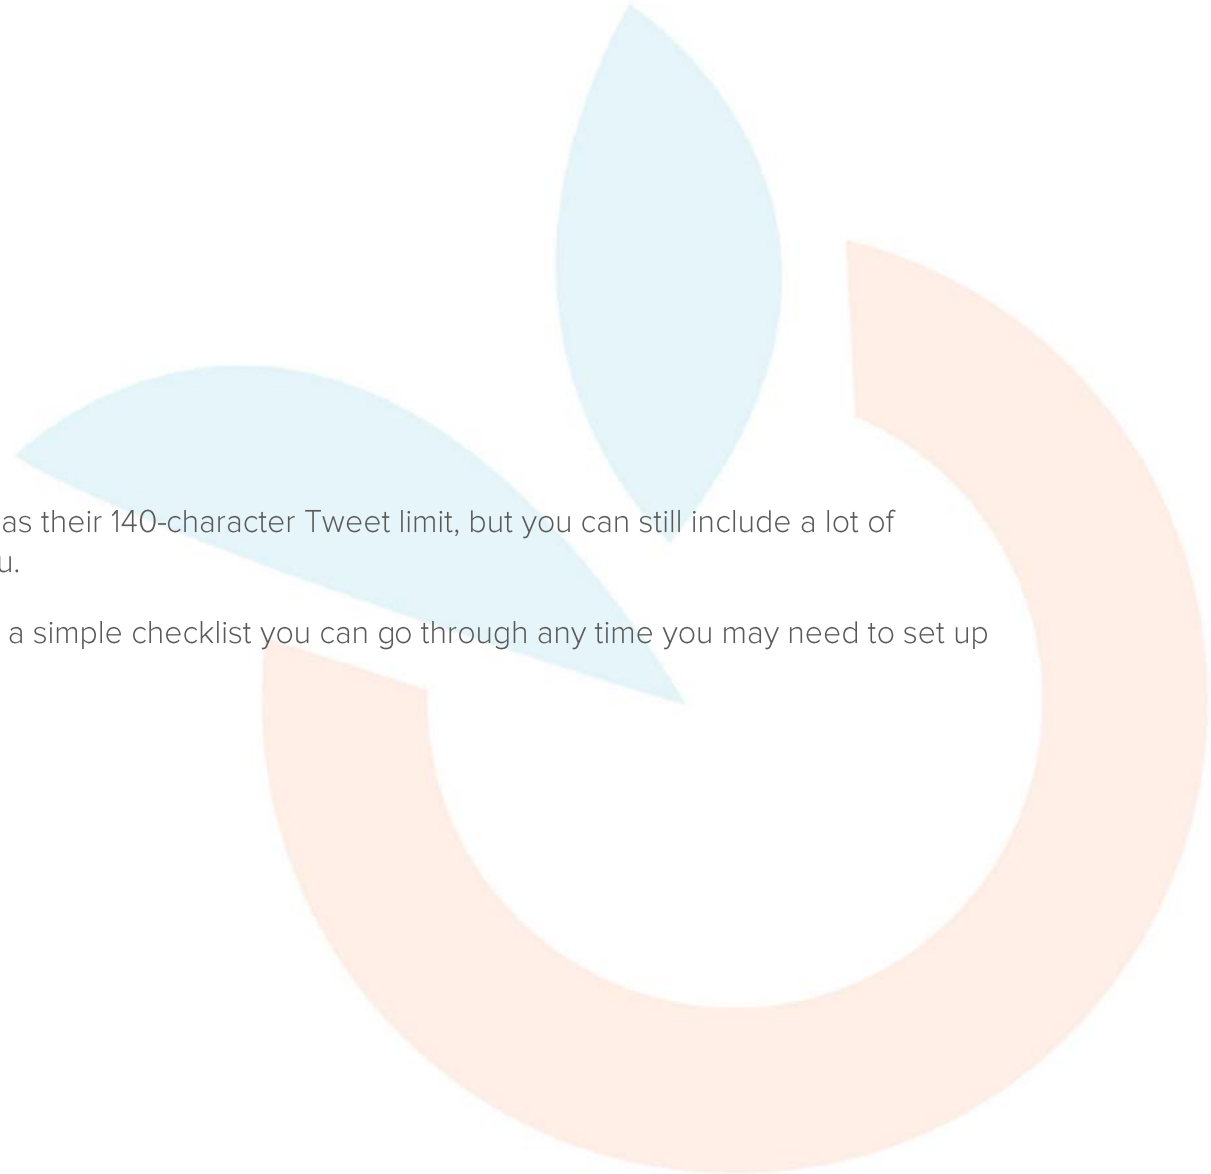 as their 140-character Tweet limit, but you can still include a lot of
u.
a simple checklist you can go through any time you may need to set up